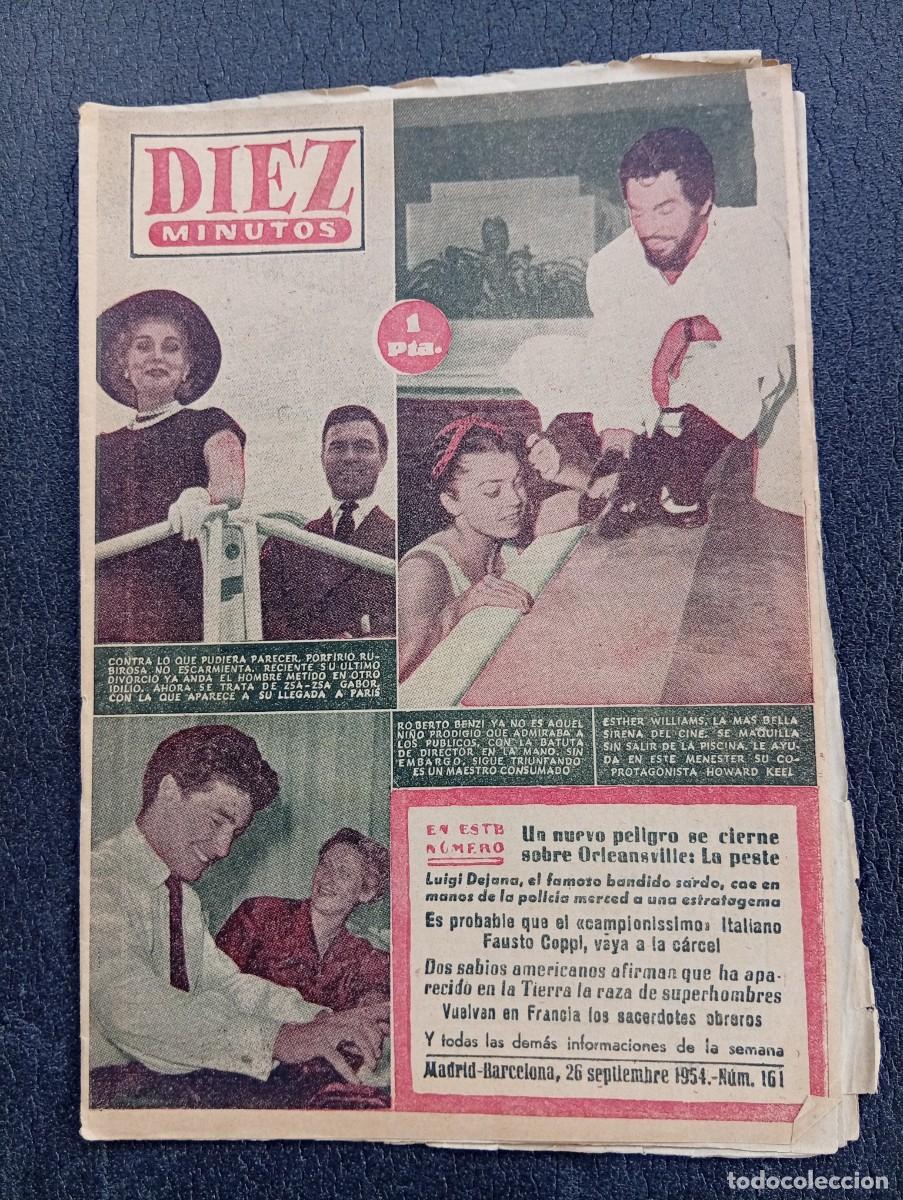 DIEZ
MINUTOS
1
Pta.
CONTRA LO QUE PUDIERA PARECER, PORFIRIO RU-
BIROSA NO ESCARMIENTA. RECIENTE SU ULTIMO
DIVORCIO YA ANDA EL HOMBRE METIDO EN OTRO
IDILIO. AHORA SE TRATA DE ZSA-ZSA GABOR,
CON LA QUE APARECE A SU LLEGADA A PARIS
ROBERTO BENZI YA NO ES AQUEL
NIÑO PRODIGIO QUE ADMIRABA A
LOS PUBLICOS, CON LA BATUTA
DE DIRECTOR EN LA MANO. SIN
EMBARGO, SIGUE TRIUNFANDO
ES UN MAESTRO CONSUMADO
ESTHER WILLIAMS, LA MAS BELLA
SIRENA DEL CINE, SE MAQUILLA
SIN SALIR DE LA PISCINA. LE AYU-
DA EN ESTE MENESTER SU CO-
PROTAGONISTA HOWARD KEEL
EN ESTE
NÚMERO
Un nuevo peligro se cierne
sobre Orleansville: La peste
Luigi Dejana, el famoso bandido sardo, cae en
manos de la policía merced a una estratagema
Es probable que el «campionissimo» Italiano
Fausto Coppi, vaya a la cárcel
Dos sabios americanos afirman que ha apa-
recido en la Tierra la raza de superhombres
Vuelvan en Francia los sacerdotes obreros
Y todas las demás informaciones de la semana
Madrid-Barcelona, 26 septiembre 1954.-Núm. 161
todocoleccion